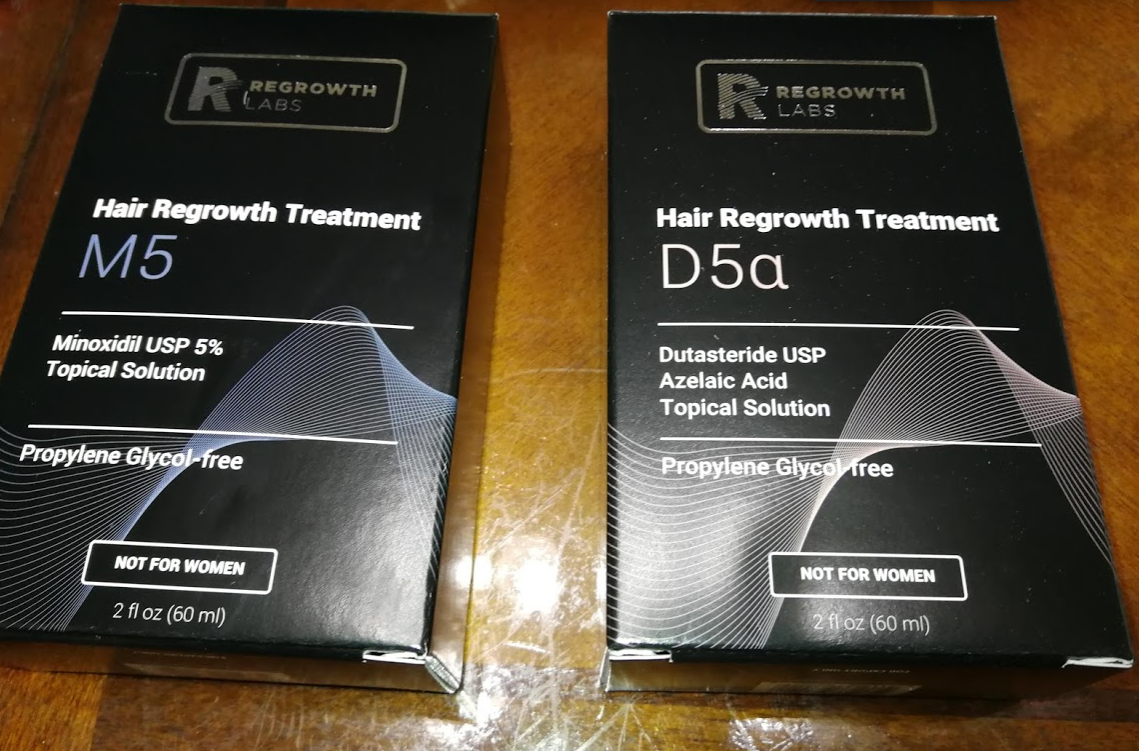 REGROWTH
LABS
Hair Regrowth Treatment
M5
Minoxidil USP 5%
Topical Solution
Propylene Glycol-free
NOT FOR WOMEN
2 fl oz (60 ml)
REGROWTH
LABS
Hair Regrowth Treatment
D5a
Dutasteride USP
Azelaic Acid
Topical Solution
Propylene Glycol-free
NOT FOR WOMEN
2 fl oz (60 ml)